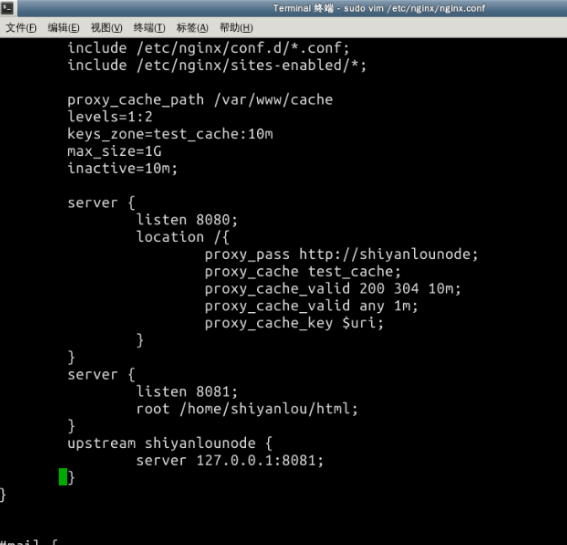 Terminal 终端 - sudo vim /etc/nginx/nginx.conf
文件(F) 编辑(E) 视图(V) 终端(T) 标签(A) 帮助(H)
include /etc/nginx/conf.d/*.conf;
include /etc/nginx/sites-enabled/*;
proxy_cache_path /var/www/cache
levels=1:2
keys_zone=test_cache:10m
max_size=1G
inactive=10m;
server {
listen 8080;
location /{
proxy_pass http://shiyanlounode;
proxy_cache test_cache;
proxy_cache_valid 200 304 10m;
proxy_cache_valid any 1m;
proxy_cache_key $uri;
}
}
server {
listen 8081;
root /home/shiyanlou/html;
}
upstream shiyanlounode {
server 127.0.0.1:8081;
}
}
#mail {